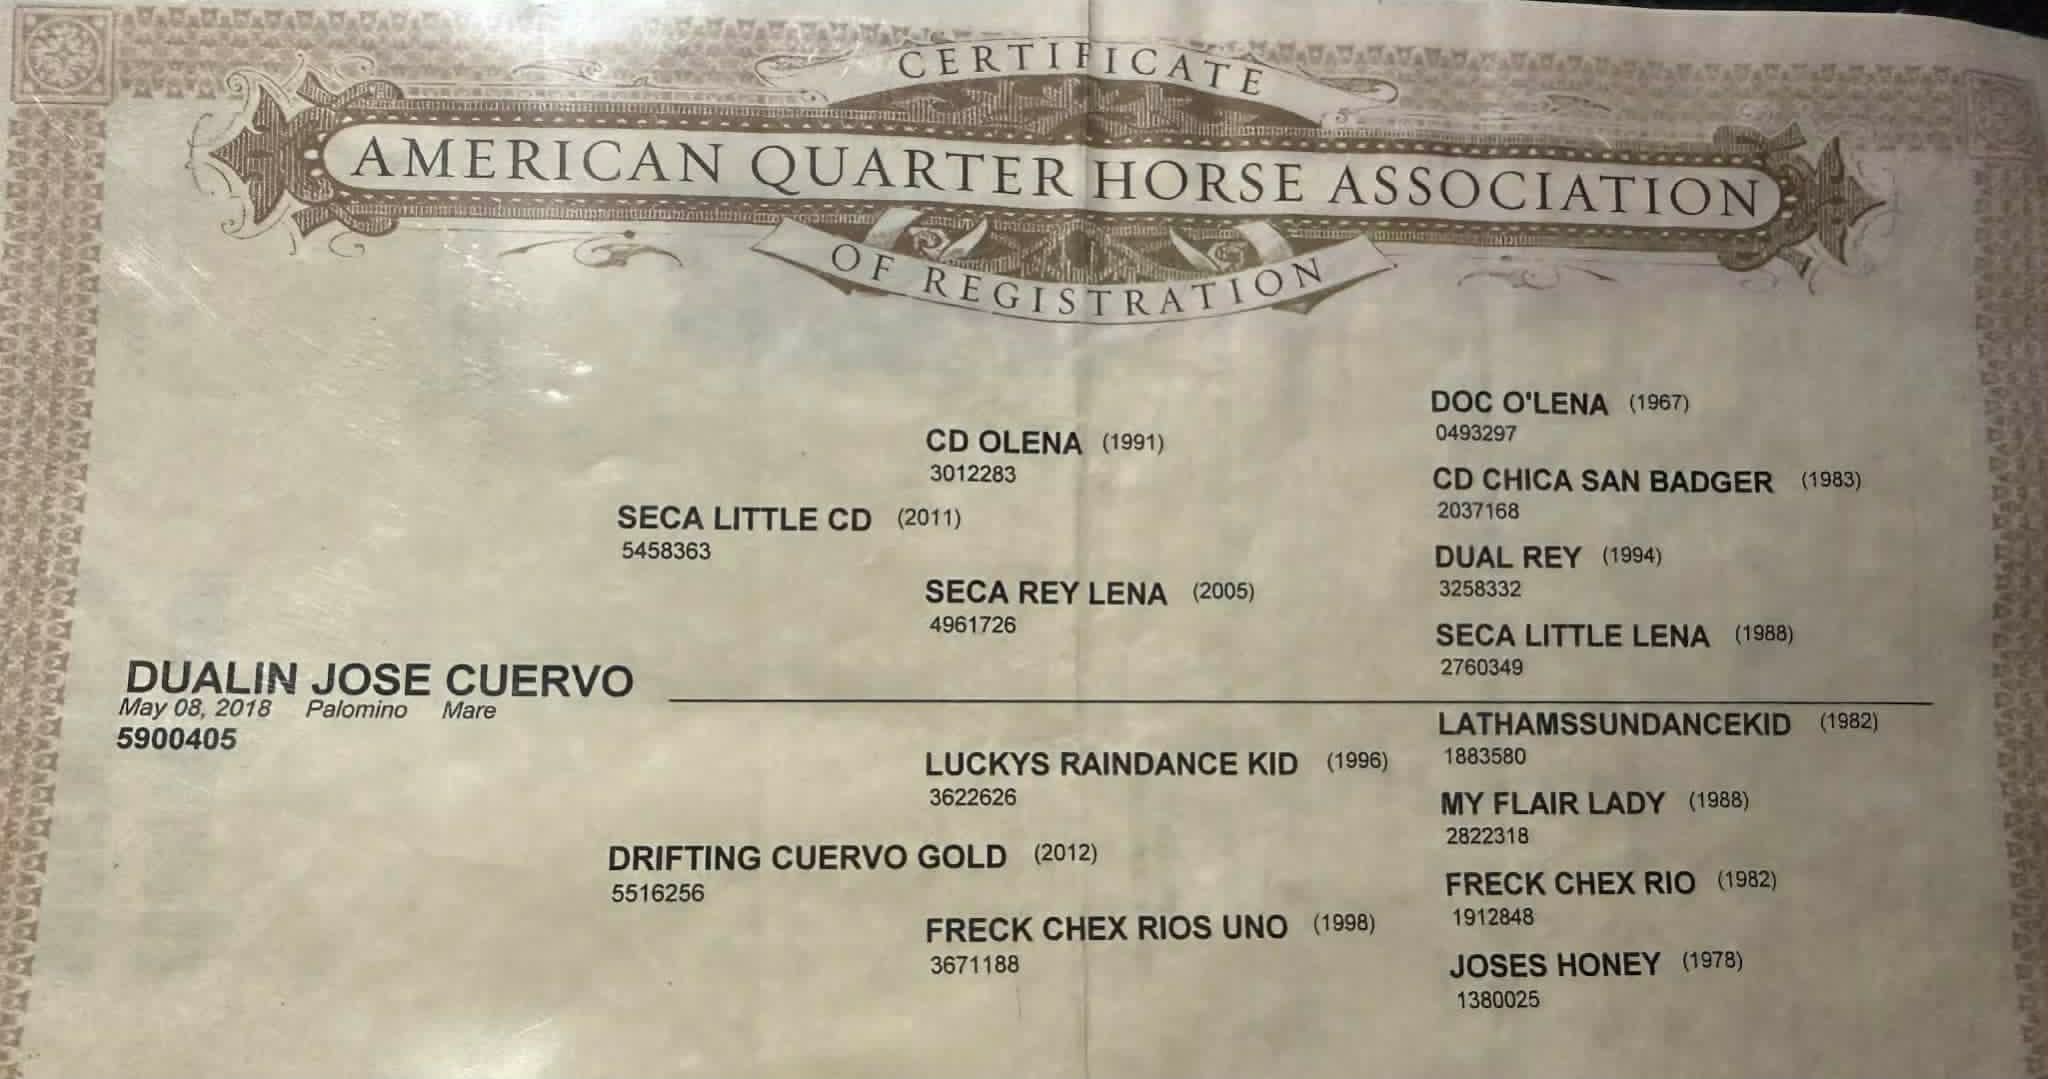 CERTIFICATE
AMERICAN QUARTER HORSE ASSOCIATION
OF REGISTRATION
DOC O'LENA (1967)
0493297
CD OLENA (1991)
3012283
CD CHICA SAN BADGER (1983)
2037168
SECA LITTLE CD (2011)
5458363
DUAL REY (1994)
3258332
SECA REY LENA (2005)
4961726
SECA LITTLE LENA (1988)
2760349
DUALIN JOSE CUERVO
May 08, 2018 Palomino Mare
5900405
LATHAMSSUNDANCEKID (1982)
1883580
LUCKYS RAINDANCE KID (1996)
3622626
MY FLAIR LADY (1988)
2822318
DRIFTING CUERVO GOLD (2012)
5516256
FRECK CHEX RIO (1982)
1912848
FRECK CHEX RIOS UNO (1998)
3671188
JOSES HONEY (1978)
1380025